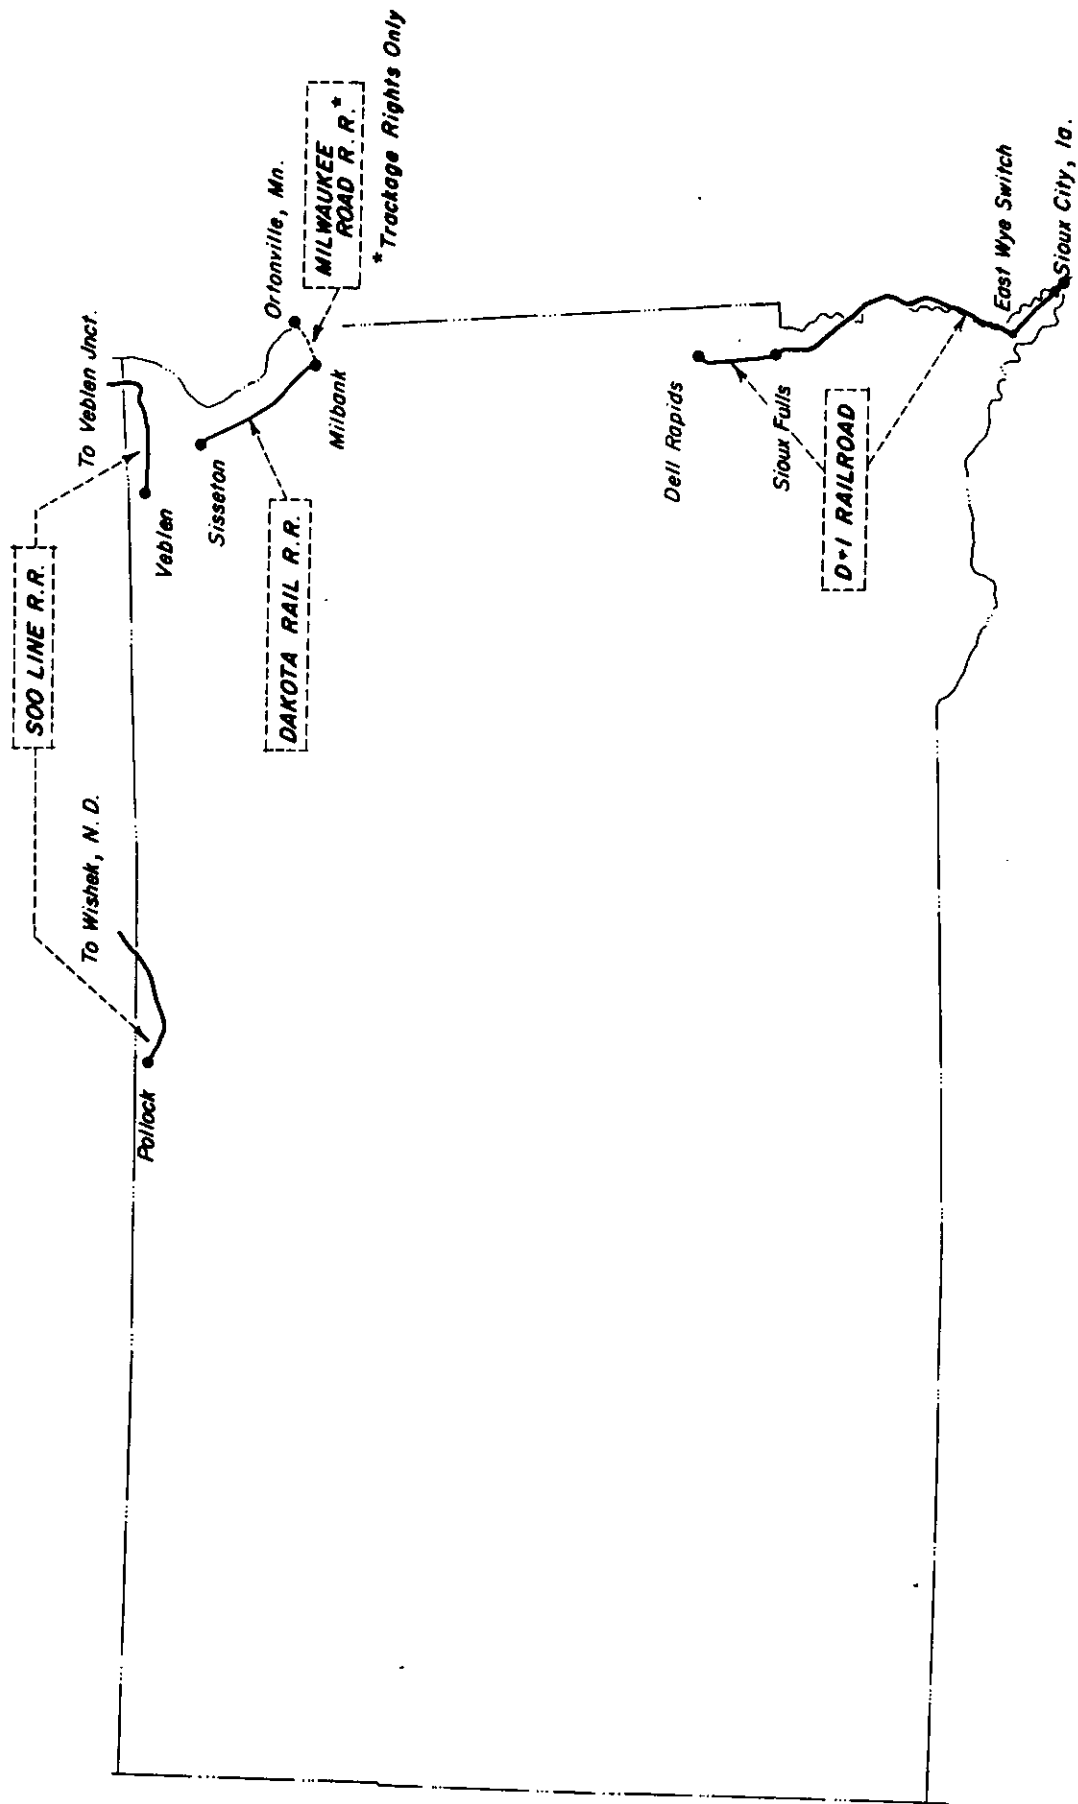 SOO LINE R.R.
To Wishek, N.D.
To Veblen Jnct.
Pollock
Veblen
Sisseton
Ortonville, Mn.
MILWAUKEE
ROAD R.R.*
*Trackage Rights Only
Milbank
DAKOTA RAIL R.R.
Dell Rapids
Sioux Falls
D+I RAILROAD
East Wye Switch
Sioux City, Ia.